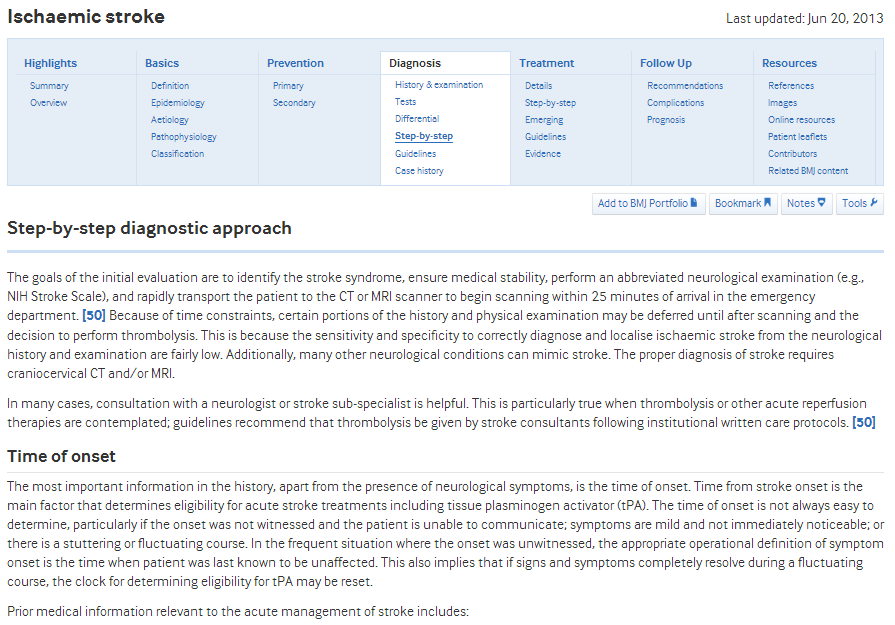 Ischaemic stroke
Last updated: Jun 20, 2013
Highlights
Summary
Overview
Basics
Definition
Epidemiology
Aetiology
Pathophysiology
Classification
Prevention
Primary
Secondary
Diagnosis
History & examination
Tests
Differential
Step-by-step
Guidelines
Case history
Treatment
Details
Step-by-step
Emerging
Guidelines
Evidence
Follow Up
Recommendations
Complications
Prognosis
Resources
References
Images
Online resources
Patient leaflets
Contributors
Related BMJ content
Add to BMJ Portfolio
Bookmark
Notes
Tools
Step-by-step diagnostic approach
The goals of the initial evaluation are to identify the stroke syndrome, ensure medical stability, perform an abbreviated neurological examination (e.g.,
NIH Stroke Scale), and rapidly transport the patient to the CT or MRI scanner to begin scanning within 25 minutes of arrival in the emergency
department. [50] Because of time constraints, certain portions of the history and physical examination may be deferred until after scanning and the
decision to perform thrombolysis. This is because the sensitivity and specificity to correctly diagnose and localise ischaemic stroke from the neurological
history and examination are fairly low. Additionally, many other neurological conditions can mimic stroke. The proper diagnosis of stroke requires
craniocervical CT and/or MRI.
In many cases, consultation with a neurologist or stroke sub-specialist is helpful. This is particularly true when thrombolysis or other acute reperfusion
therapies are contemplated; guidelines recommend that thrombolysis be given by stroke consultants following institutional written care protocols. [50]
Time of onset
The most important information in the history, apart from the presence of neurological symptoms, is the time of onset. Time from stroke onset is the
main factor that determines eligibility for acute stroke treatments including tissue plasminogen activator (tPA). The time of onset is not always easy to
determine, particularly if the onset was not witnessed and the patient is unable to communicate; symptoms are mild and not immediately noticeable; or
there is a stuttering or fluctuating course. In the frequent situation where the onset was unwitnessed, the appropriate operational definition of symptom
onset is the time when patient was last known to be unaffected. This also implies that if signs and symptoms completely resolve during a fluctuating
course, the clock for determining eligibility for tPA may be reset.
Prior medical information relevant to the acute management of stroke includes: